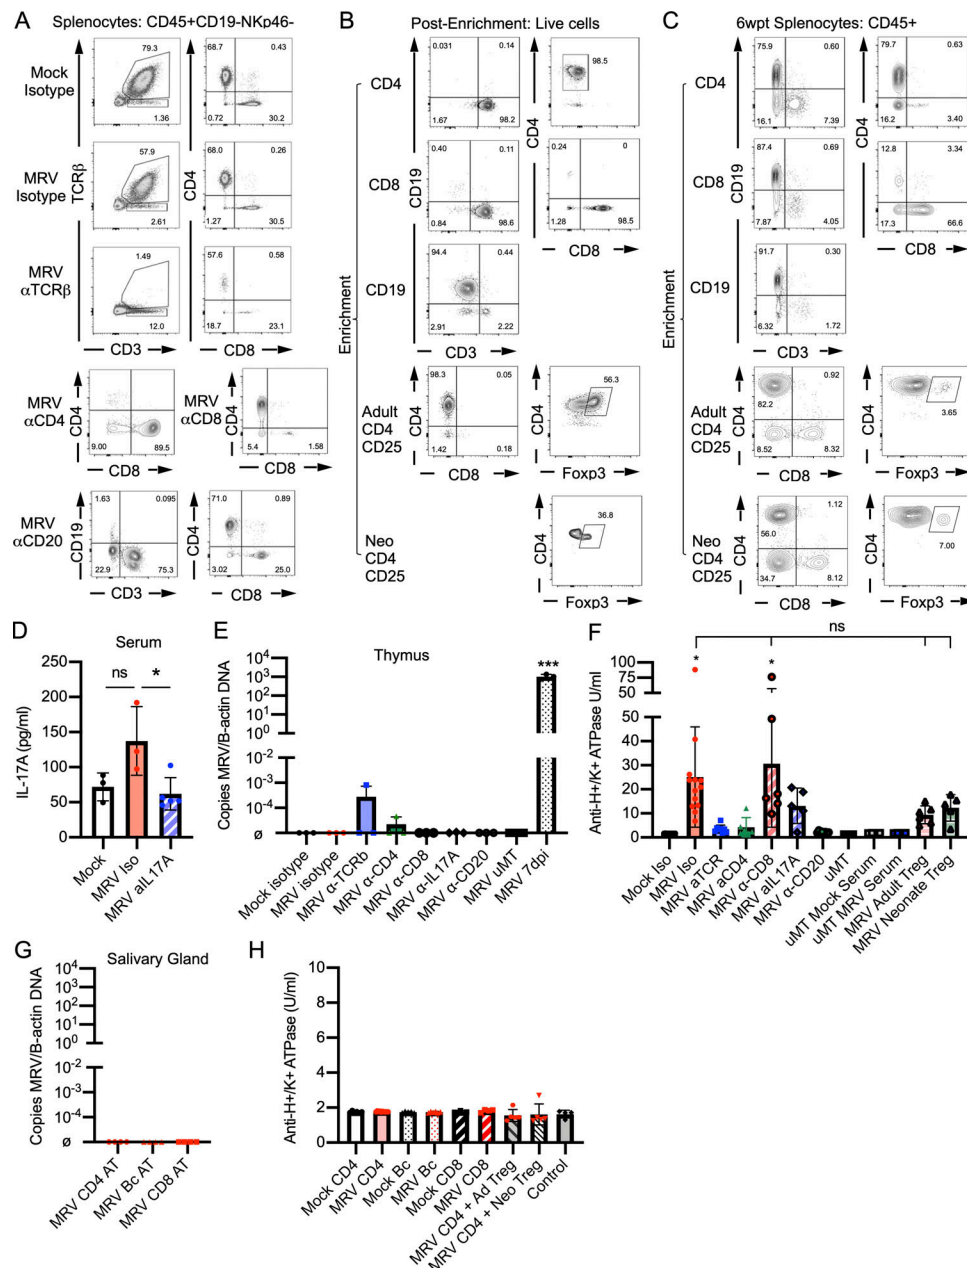 A
Splenocytes: CD45+CD19-NKp46-
Mock
Isotype
79.3
1.36
68.7
0.43
0.72
30.2
MRV
Isotype
TCRβ
57.9
2.61
CD4
68.0
0.26
1.27
30.5
MRV
αTCRβ
1.49
12.0
57.6
0.58
18.7
23.1
CD3
CD8
MRV
αCD4
CD4
9.00
89.5
CD8
MRV
αCD8
CD4
5.4
1.58
CD8
MRV
αCD20
CD19
1.63
0.095
22.9
75.3
CD3
CD4
71.0
0.89
3.02
25.0
CD8
B
Post-Enrichment: Live cells
Enrichment
CD4
0.031
0.14
1.67
98.2
CD4
98.5
CD8
CD19
0.40
0.11
0.84
98.6
0.24
0
1.28
98.5
CD8
CD19
94.4
0.44
2.91
2.22
CD3
Adult
CD4
CD25
CD4
98.3
0.05
1.42
0.18
CD8
CD4
56.3
Foxp3
Neo
CD4
CD25
CD4
36.8
Foxp3
C
6wpt Splenocytes: CD45+
Enrichment
CD4
75.9
0.60
16.1
7.39
CD4
79.7
0.63
16.2
3.40
CD8
CD19
87.4
0.69
7.87
4.05
12.8
3.34
17.3
66.6
CD8
CD19
91.7
0.30
6.32
1.72
CD3
Adult
CD4
CD25
CD4
0.92
82.2
8.52
8.32
CD8
CD4
3.65
Foxp3
Neo
CD4
CD25
CD4
1.12
56.0
34.7
8.12
CD8
CD4
7.00
Foxp3
D
Serum
IL-17A (pg/ml)
250
200
150
100
50
0
ns
*
Mock
MRV Iso
MRV aIL17A
E
Thymus
Copies MRV/B-actin DNA
10⁴
10³
10²
10¹
10⁰
10⁻²
10⁻⁴
ø
***
Mock isotype
MRV isotype
MRV α-TCRb
MRV α-CD4
MRV α-CD8
MRV α-IL17A
MRV α-CD20
MRV uMT
MRV 7dpi
F
Anti-H+/K+ ATPase U/ml
100
75
50
30
20
10
0
ns
*
*
Mock Iso
MRV Iso
MRV aTCR
MRV aCD4
MRV α-CD8
MRV aIL17A
MRV α-CD20
uMT
uMT Mock Serum
uMT MRV Serum
MRV Adult Treg
MRV Neonate Treg
G
Salivary Gland
Copies MRV/B-actin DNA
10⁴
10³
10²
10¹
10⁰
10⁻²
10⁻⁴
ø
MRV CD4 AT
MRV Bc AT
MRV CD8 AT
H
Anti-H+/K+ ATPase (U/ml)
10
8
6
4
2
0
Mock CD4
MRV CD4
Mock Bc
MRV Bc
Mock CD8
MRV CD8
MRV CD4 + Ad Treg
MRV CD4 + Neo Treg
Control